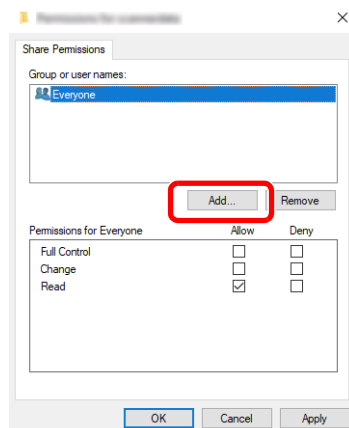 Share Permissions
Group or user names:
Everyone
Add... Remove
Permissions for Everyone Allow Deny
Full Control
Change
Read
OK Cancel Apply